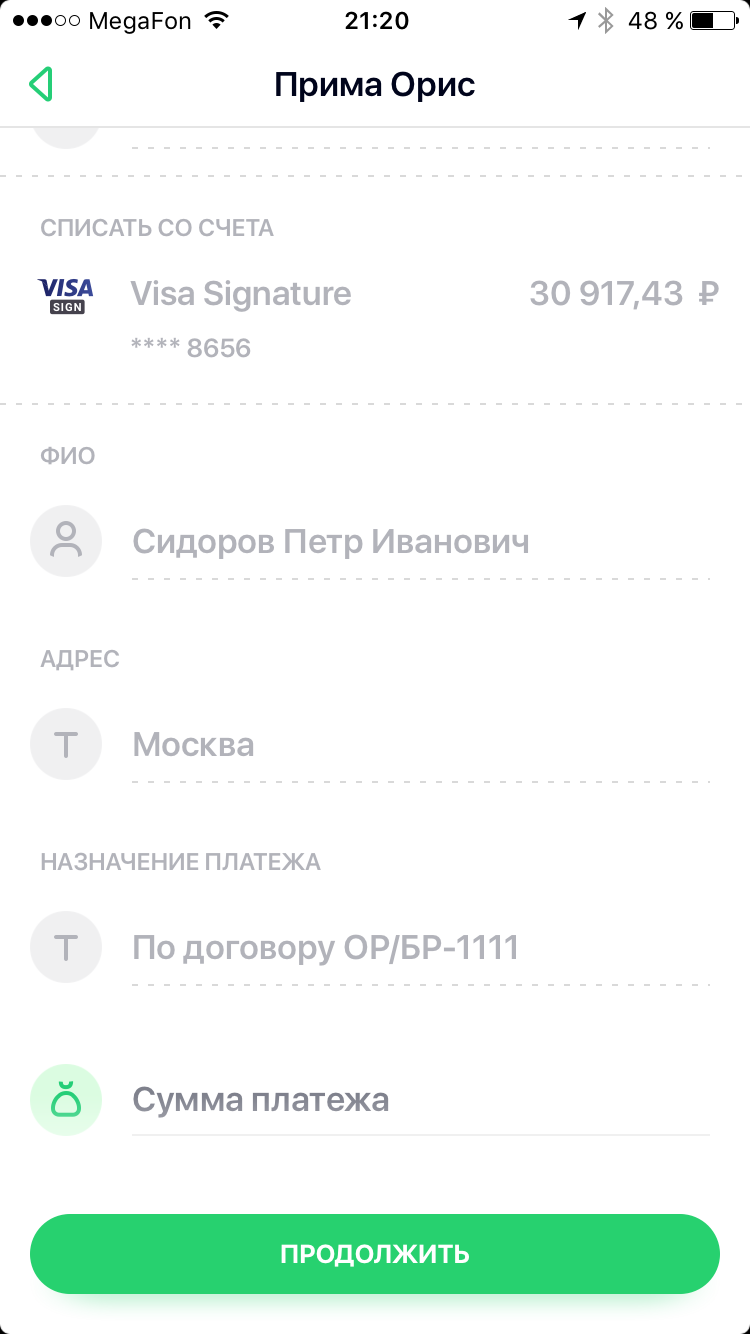 MegaFon 21:20 48 %
Прима Орис
СПИСАТЬ СО СЧЕТА
VISA Visa Signature 30 917,43 ₽
SIGN
**** 8656
ФИО
Сидоров Петр Иванович
АДРЕС
Т Москва
НАЗНАЧЕНИЕ ПЛАТЕЖА
Т По договору ОР/БР-1111
Сумма платежа
ПРОДОЛЖИТЬ